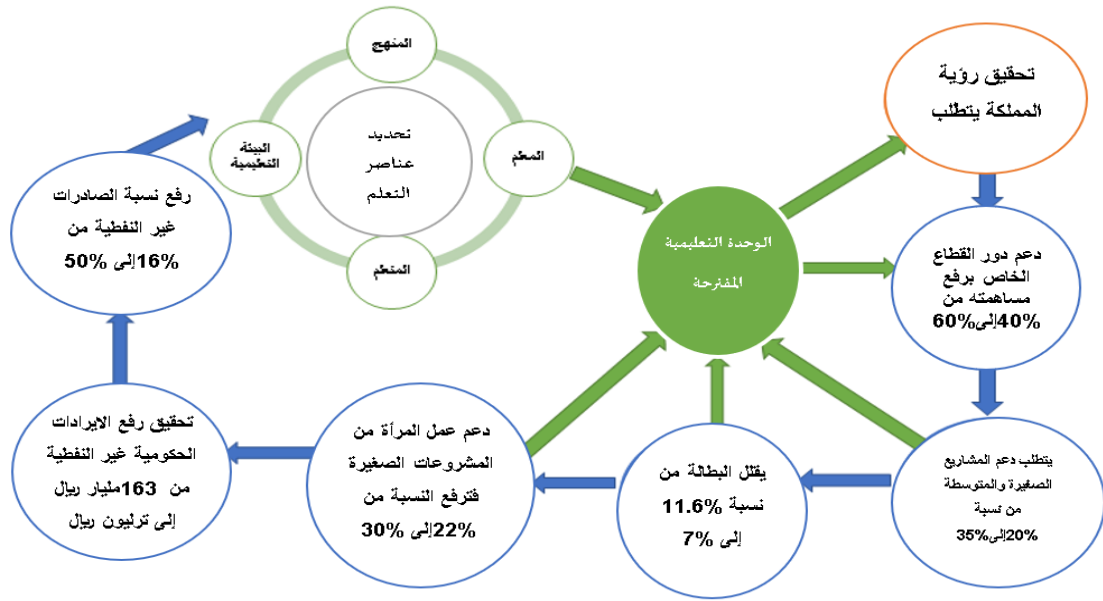 تحقيق رؤية
المملكة يتطلب
دعم دور القطاع
الخاص برفع
مساهمته من
40%إلى60%
يتطلب دعم المشاريع
الصغيرة والمتوسطة
من نسبة
20%إلى35%
يقلل البطالة من
نسبة 11.6%
إلى 7%
دعم عمل المرأة من
المشروعات الصغيرة
فترفع النسبة من
22%إلى 30%
تحقيق رفع الايرادات
الحكومية غير النفطية
من 163مليار ريال
إلى ترليون ريال
رفع نسبة الصادرات
غير النفطية من
16%إلى 50%
المنهج
المعلم
المتعلم
البيئة
التعليمية
تحديد
عناصر
التعلم
الوحدة التعليمية
المقترحة